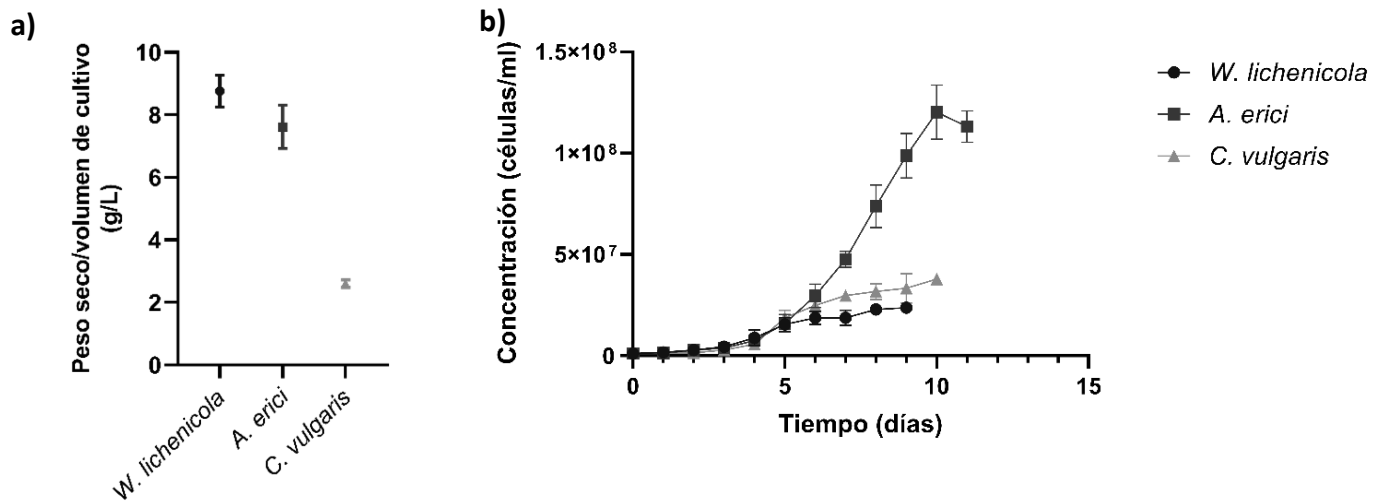 a)
Peso seco/volumen de cultivo
(g/L)
10
8
6
4
2
0
W. lichenicola
A. erici
C. vulgaris
b)
Concentración (células/ml)
1.5×10⁸
1×10⁸
5×10⁷
0
0
5
10
15
Tiempo (días)
W. lichenicola
A. erici
C. vulgaris